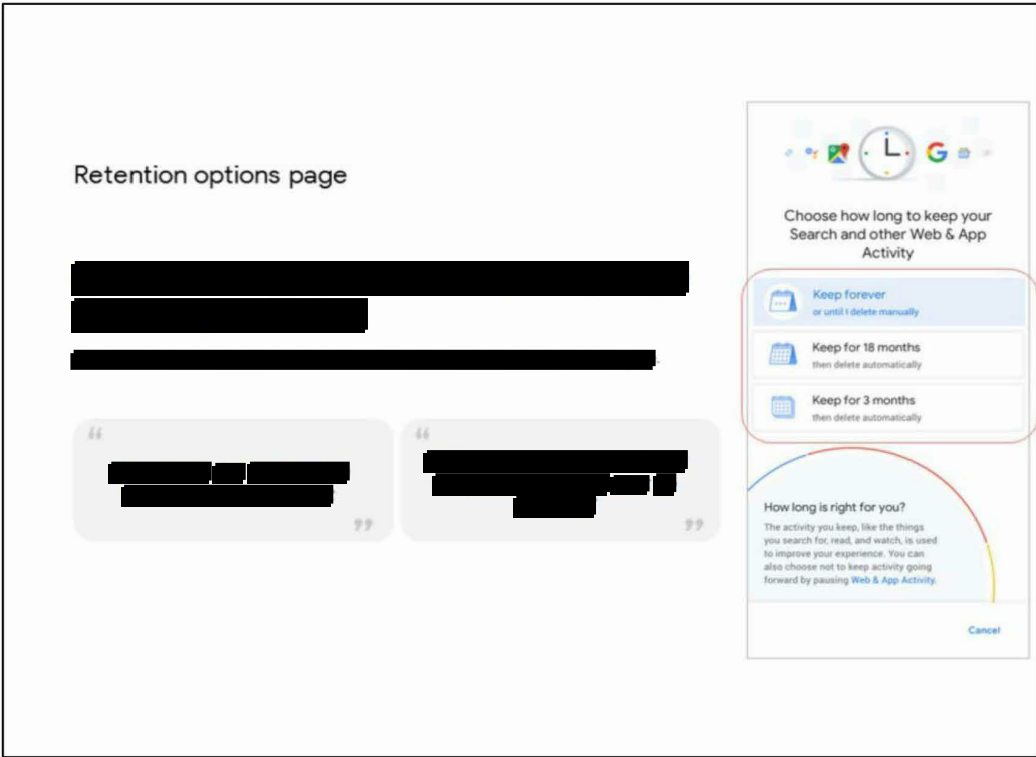 Retention options page
“
”
“
”
Choose how long to keep your
Search and other Web & App
Activity
Keep forever
or until I delete manually
Keep for 18 months
then delete automatically
Keep for 3 months
then delete automatically
How long is right for you?
The activity you keep, like the things
you search for, read, and watch, is used
to improve your experience. You can
also choose not to keep activity going
forward by pausing Web & App Activity.
Cancel